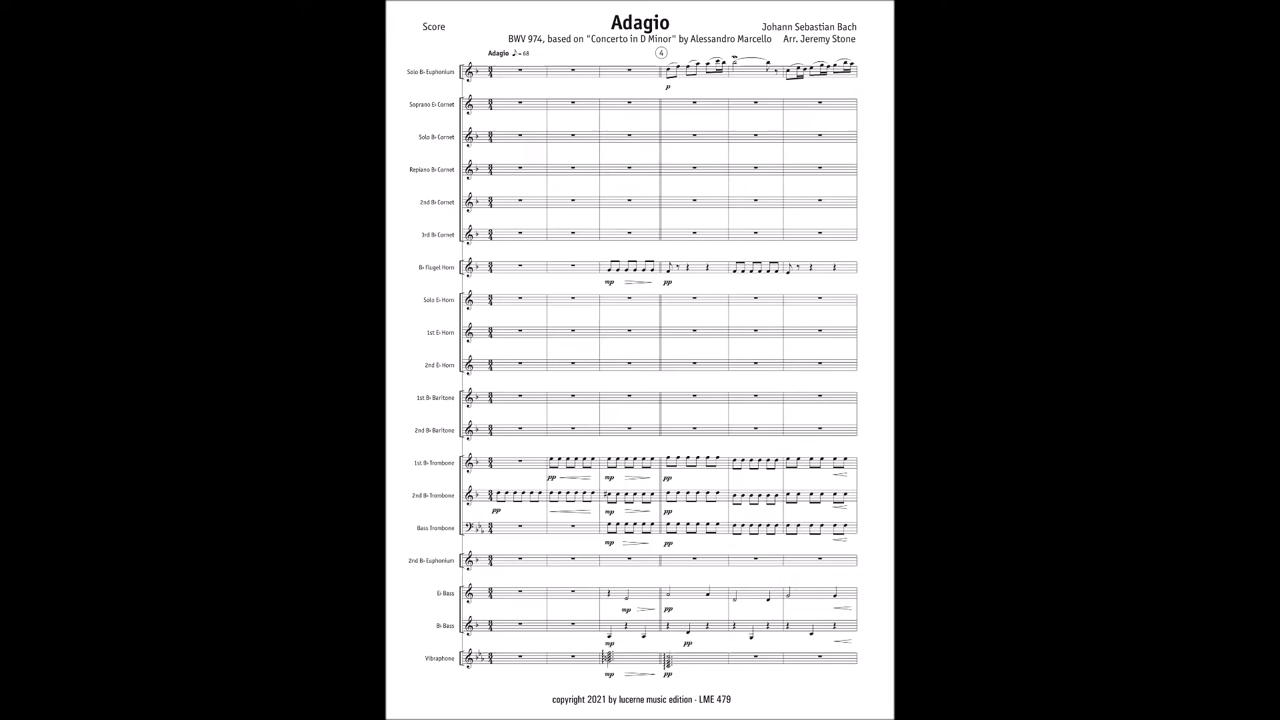 Adagio
Score
Johann Sebastian Bach
BWV 974, based on "Concerto in D Minor" by Alessandro Marcello Arr. Jeremy Stone
Adagio ♪=68
4
Solo B♭ Euphonium
p
Soprano E♭ Cornet
Solo B♭ Cornet
Repiano B♭ Cornet
2nd B♭ Cornet
3rd B♭ Cornet
B♭ Flugel Horn
mp pp
Solo E♭ Horn
1st E♭ Horn
2nd E♭ Horn
1st B♭ Baritone
2nd B♭ Baritone
1st B♭ Trombone
pp mp pp
2nd B♭ Trombone
pp mp pp
Bass Trombone
mp pp
2nd B♭ Euphonium
E♭ Bass
mp pp
B♭ Bass
mp pp
Vibraphone
mp pp
copyright 2021 by lucerne music edition - LME 479